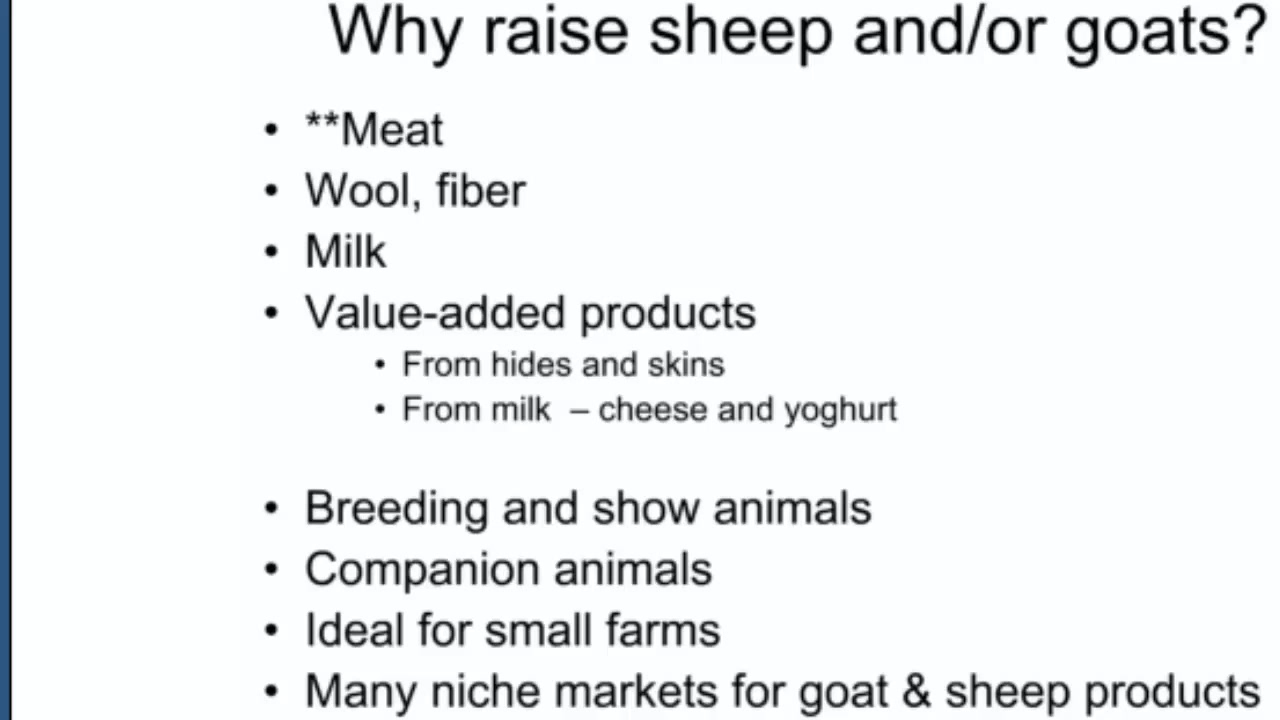 Why raise sheep and/or goats?
• **Meat
• Wool, fiber
• Milk
• Value-added products
• From hides and skins
• From milk – cheese and yoghurt
• Breeding and show animals
• Companion animals
• Ideal for small farms
• Many niche markets for goat & sheep products